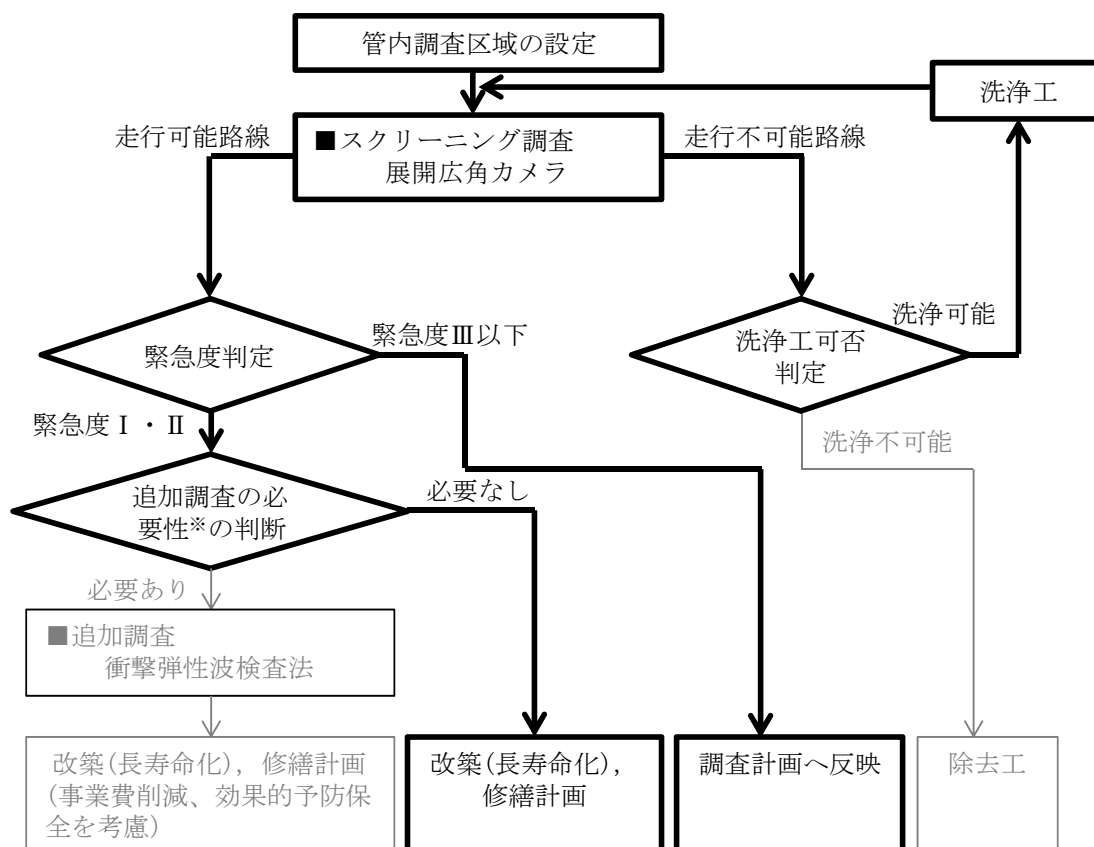 管内調査区域の設定
洗浄工
走行可能路線
■スクリーニング調査
展開広角カメラ
走行不可能路線
緊急度判定
緊急度Ⅲ以下
洗浄工可否
判定
洗浄可能
緊急度Ⅰ・Ⅱ
洗浄不可能
追加調査の必
要性※の判断
必要なし
必要あり
■追加調査
衝撃弾性波検査法
改築(長寿命化), 修繕計画
(事業費削減、効果的予防保
全を考慮)
改築(長寿命化),
修繕計画
調査計画へ反映
除去工